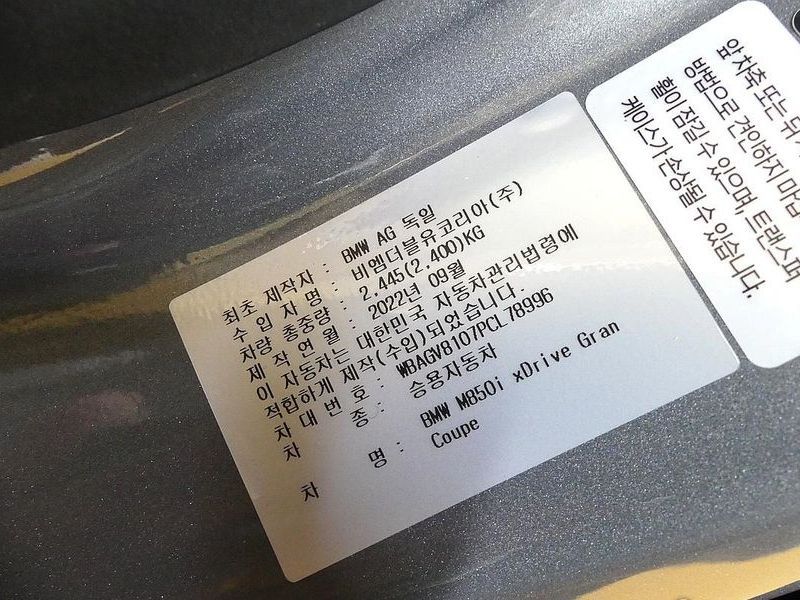 최초 제작자 : BMW AG 독일
수 입 자 명 : 비엠더블유코리아(주)
차량 총중량 : 2.445(2.400)KG
제 작 연 월 : 2022년 09월
이 자동차는 대한민국 자동차관리법령에
적합하게 제작(수입)되었습니다.
차 대 번 호 : WBAGV8107PCL78996
차 종 : 승용자동차
차 명 : BMW M850i xDrive Gran
Coupe
앞 차축 또는 뒤
방법으로 견인하지 마십
휠이 잠길 수 있으며, 트랜스퍼
케이스가 손상될 수 있습니다.